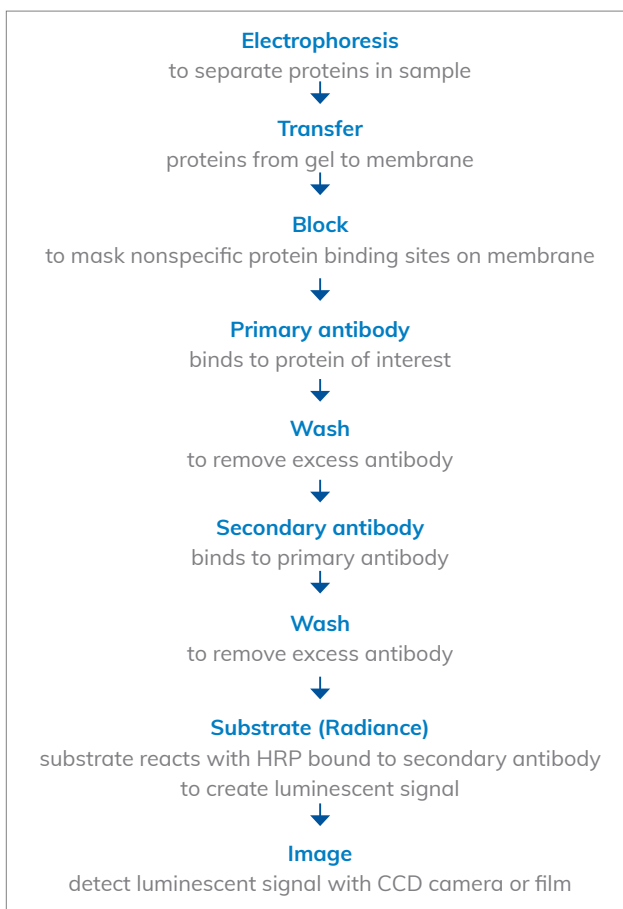 Electrophoresis
to separate proteins in sample
Transfer
proteins from gel to membrane
Block
to mask nonspecific protein binding sites on membrane
Primary antibody
binds to protein of interest
Wash
to remove excess antibody
Secondary antibody
binds to primary antibody
Wash
to remove excess antibody
Substrate (Radiance)
substrate reacts with HRP bound to secondary antibody
to create luminescent signal
Image
detect luminescent signal with CCD camera or film